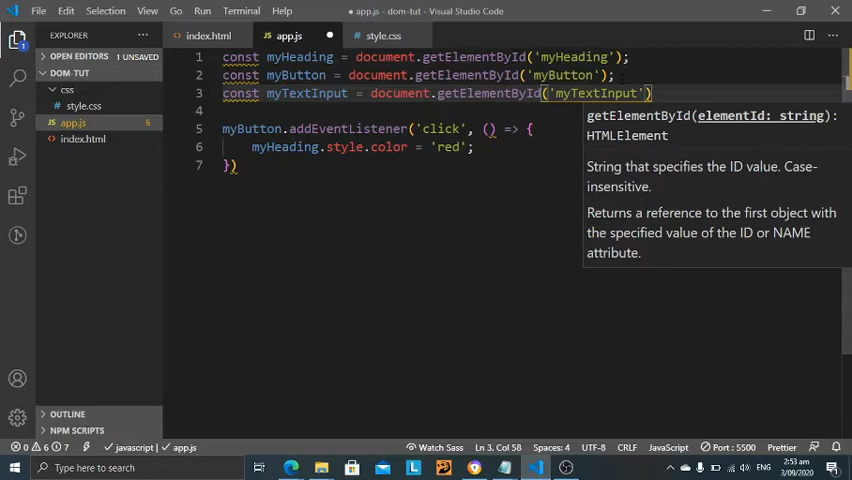 File Edit Selection View Go Run Terminal Help
● app.js - dom-tut - Visual Studio Code
EXPLORER
OPEN EDITORS 1 UNSAVED
DOM-TUT
css
style.css
app.js
index.html
OUTLINE
NPM SCRIPTS
index.html JS app.js ● style.css
1 const myHeading = document.getElementById('myHeading');
2 const myButton = document.getElementById('myButton');
3 const myTextInput = document.getElementById('myTextInput')
4
5 myButton.addEventListener('click', () => {
6 myHeading.style.color = 'red';
7 })
getElementById(elementId: string):
HTMLElement
String that specifies the ID value. Case-
insensitive.
Returns a reference to the first object with
the specified value of the ID or NAME
attribute.
0 6 7 javascript | app.js Watch Sass Ln 3, Col 58 Spaces: 4 UTF-8 CRLF JavaScript Port : 5500 Prettier
Type here to search
ENG
2:53 am
3/09/2020